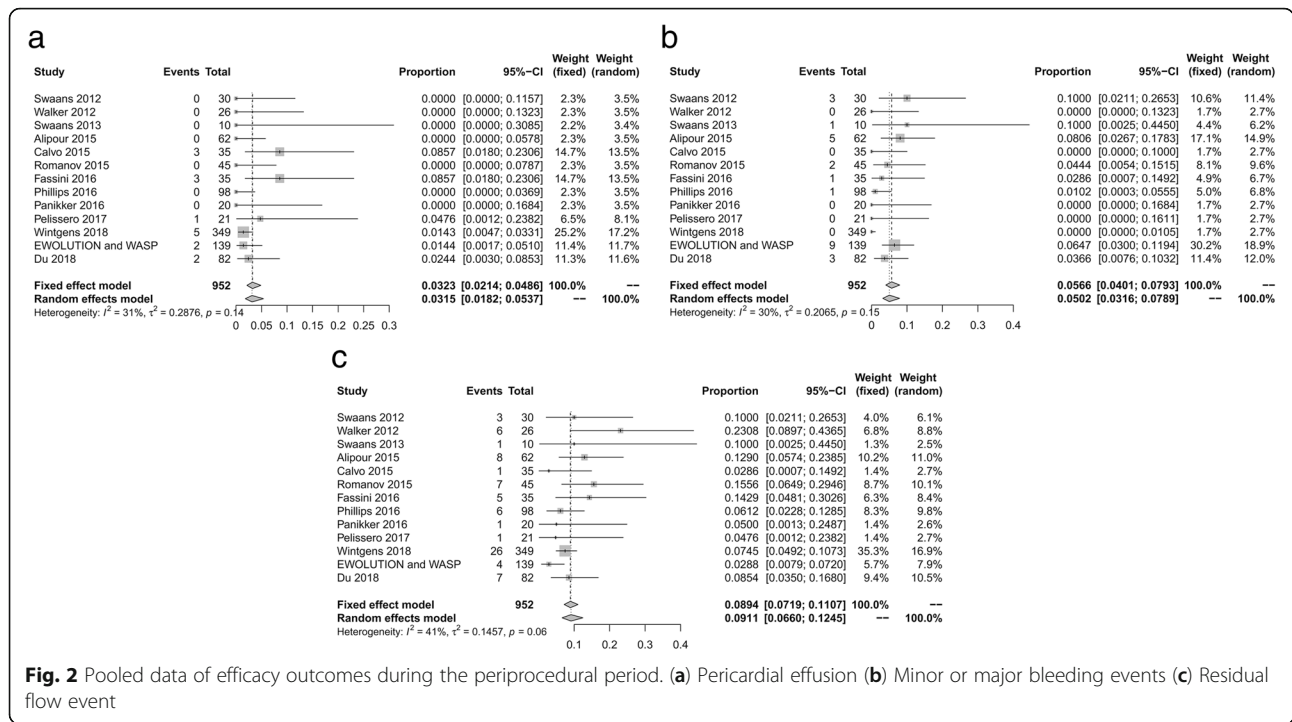 a
Weight Weight
Study Events Total Proportion 95%−CI (fixed) (random)
Swaans 2012 0 30 0.0000 [0.0000; 0.1157] 2.3% 3.5%
Walker 2012 0 26 0.0000 [0.0000; 0.1323] 2.3% 3.5%
Swaans 2013 0 10 0.0000 [0.0000; 0.3085] 2.2% 3.4%
Alipour 2015 0 62 0.0000 [0.0000; 0.0578] 2.3% 3.5%
Calvo 2015 3 35 0.0857 [0.0180; 0.2306] 14.7% 13.5%
Romanov 2015 0 45 0.0000 [0.0000; 0.0787] 2.3% 3.5%
Fassini 2016 3 35 0.0857 [0.0180; 0.2306] 14.7% 13.5%
Phillips 2016 0 98 0.0000 [0.0000; 0.0369] 2.3% 3.5%
Panikker 2016 0 20 0.0000 [0.0000; 0.1684] 2.3% 3.5%
Pelissero 2017 1 21 0.0476 [0.0012; 0.2382] 6.5% 8.1%
Wintgens 2018 5 349 0.0143 [0.0047; 0.0331] 25.2% 17.2%
EWOLUTION and WASP 2 139 0.0144 [0.0017; 0.0510] 11.4% 11.7%
Du 2018 2 82 0.0244 [0.0030; 0.0853] 11.3% 11.6%
Fixed effect model 952 0.0323 [0.0214; 0.0486] 100.0% −−
Random effects model 0.0315 [0.0182; 0.0537] −− 100.0%
Heterogeneity: I² = 31%, τ² = 0.2876, p = 0.14
0 0.05 0.1 0.15 0.2 0.25 0.3
b
Weight Weight
Study Events Total Proportion 95%−CI (fixed) (random)
Swaans 2012 3 30 0.1000 [0.0211; 0.2653] 10.6% 11.4%
Walker 2012 0 26 0.0000 [0.0000; 0.1323] 1.7% 2.7%
Swaans 2013 1 10 0.1000 [0.0025; 0.4450] 4.4% 6.2%
Alipour 2015 5 62 0.0806 [0.0267; 0.1783] 17.1% 14.9%
Calvo 2015 0 35 0.0000 [0.0000; 0.1000] 1.7% 2.7%
Romanov 2015 2 45 0.0444 [0.0054; 0.1515] 8.1% 9.6%
Fassini 2016 1 35 0.0286 [0.0007; 0.1492] 4.9% 6.7%
Phillips 2016 1 98 0.0102 [0.0003; 0.0555] 5.0% 6.8%
Panikker 2016 0 20 0.0000 [0.0000; 0.1684] 1.7% 2.7%
Pelissero 2017 0 21 0.0000 [0.0000; 0.1611] 1.7% 2.7%
Wintgens 2018 0 349 0.0000 [0.0000; 0.0105] 1.7% 2.7%
EWOLUTION and WASP 9 139 0.0647 [0.0300; 0.1194] 30.2% 18.9%
Du 2018 3 82 0.0366 [0.0076; 0.1032] 11.4% 12.0%
Fixed effect model 952 0.0566 [0.0401; 0.0793] 100.0% −−
Random effects model 0.0502 [0.0316; 0.0789] −− 100.0%
Heterogeneity: I² = 30%, τ² = 0.2065, p = 0.15
0 0.1 0.2 0.3 0.4
c
Weight Weight
Study Events Total Proportion 95%−CI (fixed) (random)
Swaans 2012 3 30 0.1000 [0.0211; 0.2653] 4.0% 6.1%
Walker 2012 6 26 0.2308 [0.0897; 0.4365] 6.8% 8.8%
Swaans 2013 1 10 0.1000 [0.0025; 0.4450] 1.3% 2.5%
Alipour 2015 8 62 0.1290 [0.0574; 0.2385] 10.2% 11.0%
Calvo 2015 1 35 0.0286 [0.0007; 0.1492] 1.4% 2.7%
Romanov 2015 7 45 0.1556 [0.0649; 0.2946] 8.7% 10.1%
Fassini 2016 5 35 0.1429 [0.0481; 0.3026] 6.3% 8.4%
Phillips 2016 6 98 0.0612 [0.0228; 0.1285] 8.3% 9.8%
Panikker 2016 1 20 0.0500 [0.0013; 0.2487] 1.4% 2.6%
Pelissero 2017 1 21 0.0476 [0.0012; 0.2382] 1.4% 2.7%
Wintgens 2018 26 349 0.0745 [0.0492; 0.1073] 35.3% 16.9%
EWOLUTION and WASP 4 139 0.0288 [0.0079; 0.0720] 5.7% 7.9%
Du 2018 7 82 0.0854 [0.0350; 0.1680] 9.4% 10.5%
Fixed effect model 952 0.0894 [0.0719; 0.1107] 100.0% −−
Random effects model 0.0911 [0.0660; 0.1245] −− 100.0%
Heterogeneity: I² = 41%, τ² = 0.1457, p = 0.06
0.1 0.2 0.3 0.4
Fig. 2 Pooled data of efficacy outcomes during the periprocedural period. (a) Pericardial effusion (b) Minor or major bleeding events (c) Residual
flow event